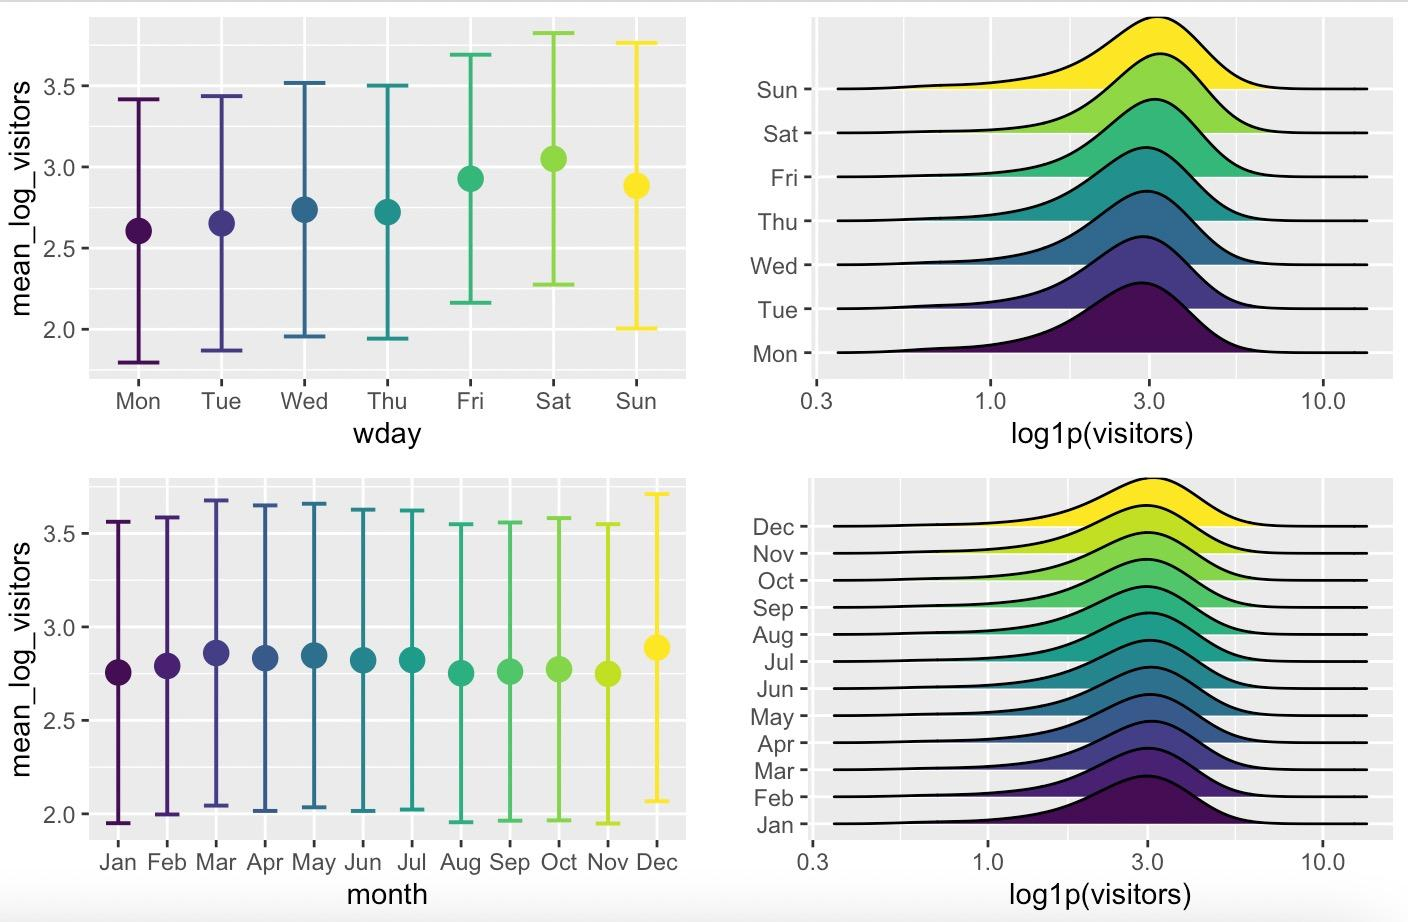 mean_log_visitors
3.5
3.0
2.5
2.0
Mon Tue Wed Thu Fri Sat Sun
wday
Sun
Sat
Fri
Thu
Wed
Tue
Mon
0.3 1.0 3.0 10.0
log1p(visitors)
mean_log_visitors
3.5
3.0
2.5
2.0
Jan Feb Mar Apr May Jun Jul Aug Sep Oct Nov Dec
month
Dec
Nov
Oct
Sep
Aug
Jul
Jun
May
Apr
Mar
Feb
Jan
0.3 1.0 3.0 10.0
log1p(visitors)